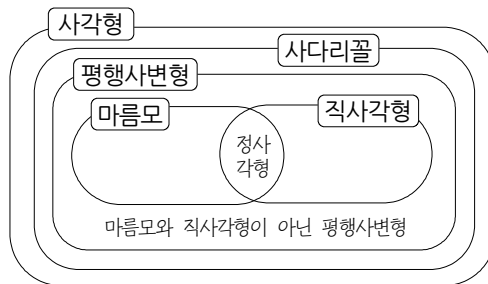 사각형
사다리꼴
평행사변형
마름모
직사각형
정사
각형
마름모와 직사각형이 아닌 평행사변형